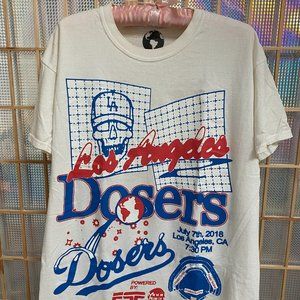 LA
Los Angeles
Dosers
July 7th, 2018
Los Angeles, CA
7:30 PM
Dosers
POWERED BY: